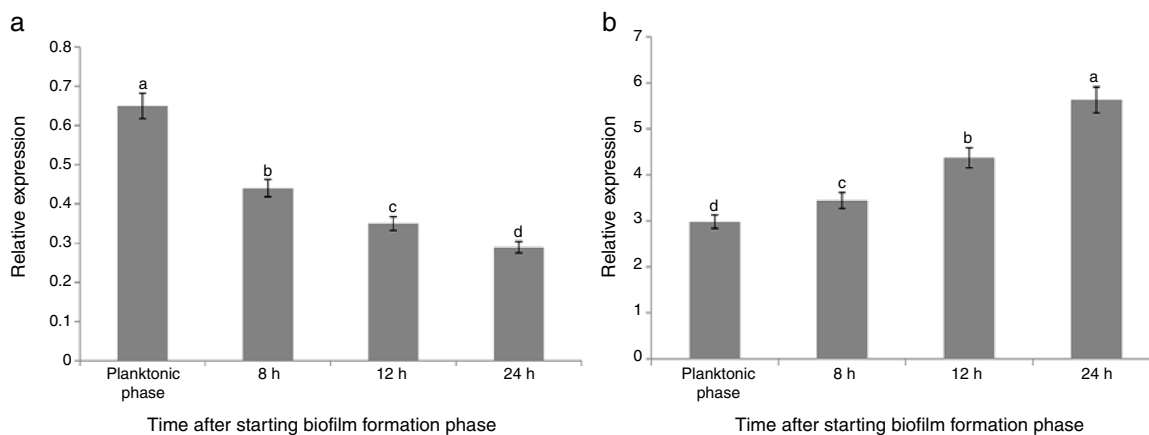 a
0.8
0.7
0.6
0.5
0.4
0.3
0.2
0.1
0
Relative expression
a
b
c
d
Planktonic
phase
8 h
12 h
24 h
Time after starting biofilm formation phase
b
7
6
5
4
3
2
1
0
Relative expression
d
c
b
a
Planktonic
phase
8 h
12 h
24 h
Time after starting biofilm formation phase